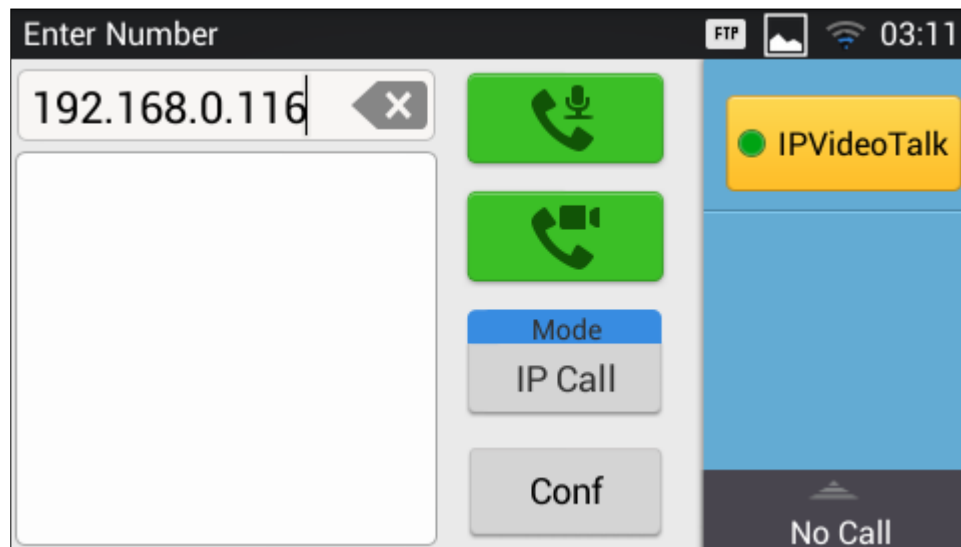 Enter Number
FTP
03:11
192.168.0.116
IPVideoTalk
Mode
IP Call
Conf
No Call